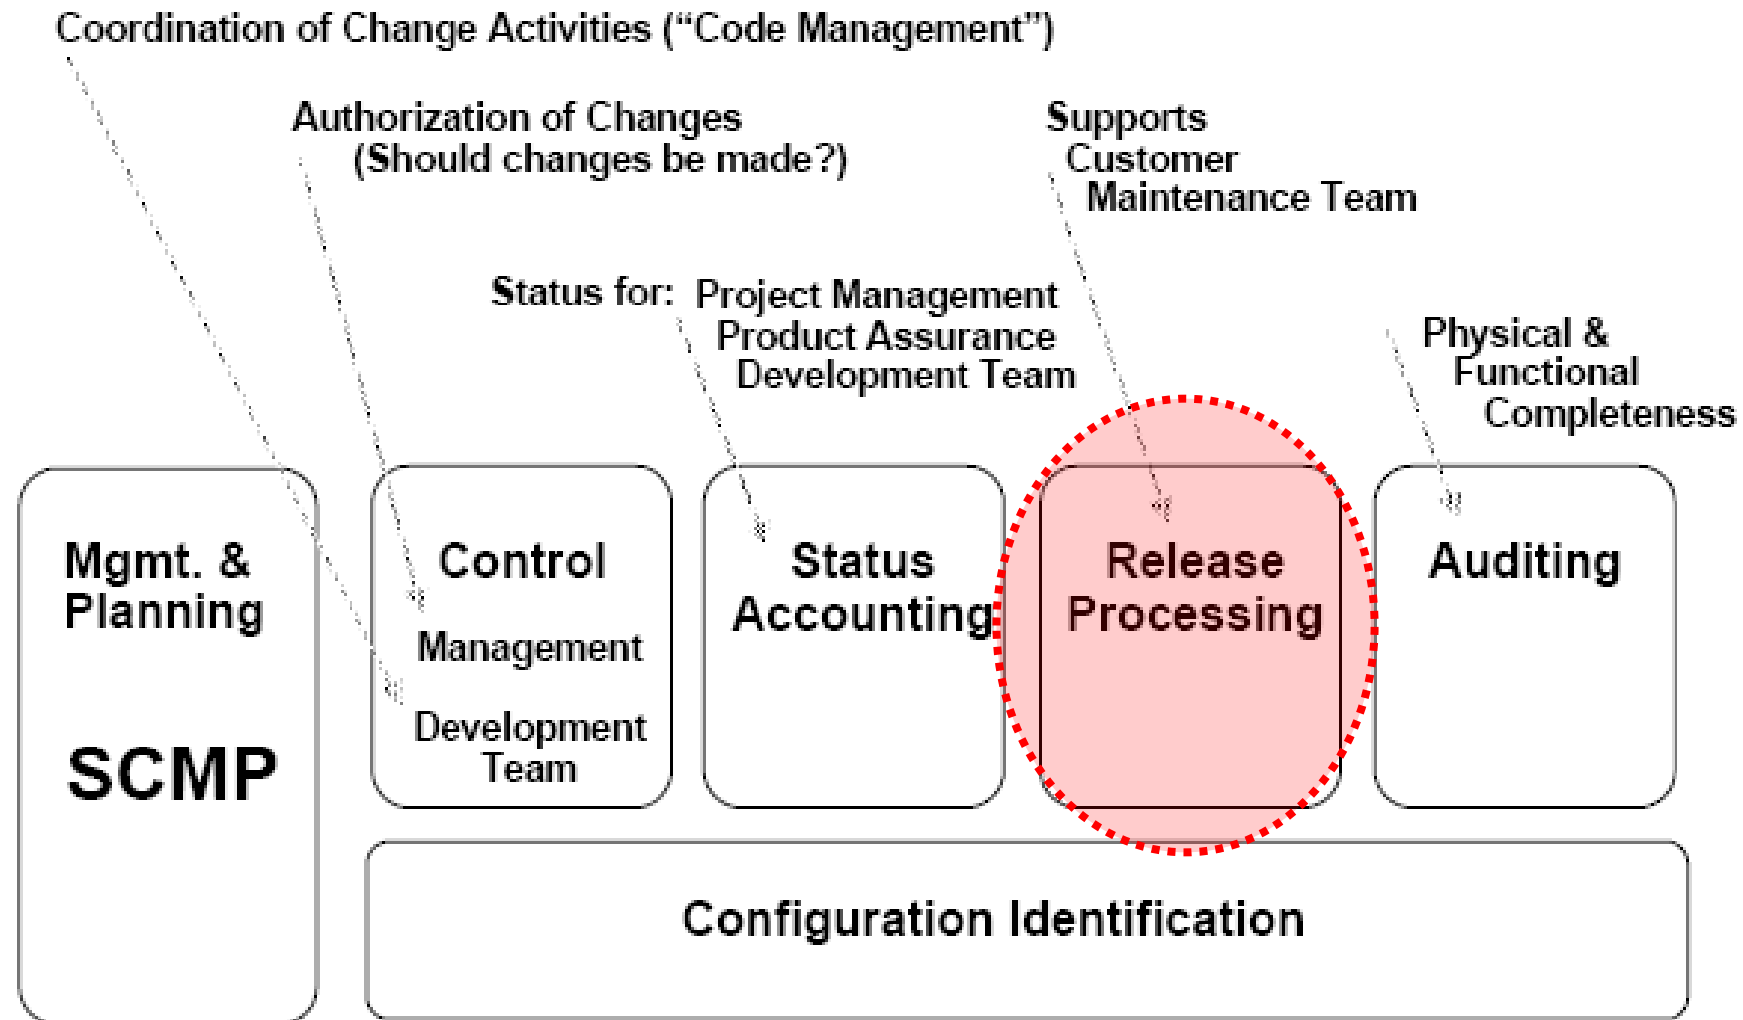 Coordination of Change Activities (“Code Management”)
Authorization of Changes
(Should changes be made?)
Supports
Customer
Maintenance Team
Status for: Project Management
Product Assurance
Development Team
Physical &
Functional
Completeness
Mgmt. &
Planning
SCMP
Control
Management
Development
Team
Status
Accounting
Release
Processing
Auditing
Configuration Identification